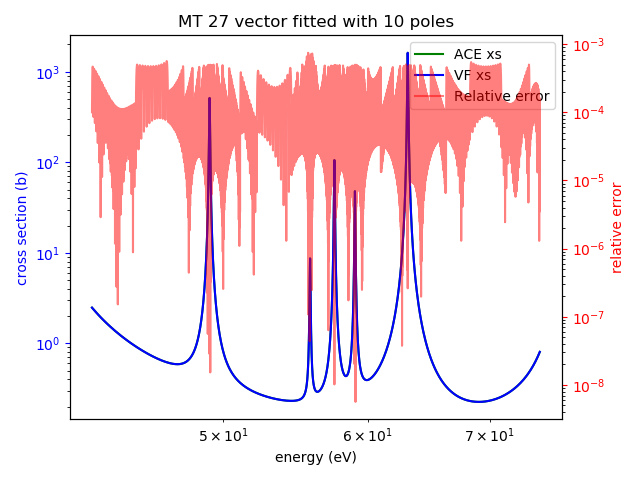 MT 27 vector fitted with 10 poles
ACE xs
VF xs
Relative error
cross section (b)
10³
10²
10¹
10⁰
10⁻³
10⁻⁴
10⁻⁵
10⁻⁶
10⁻⁷
10⁻⁸
relative error
5 × 10¹
6 × 10¹
7 × 10¹
energy (eV)